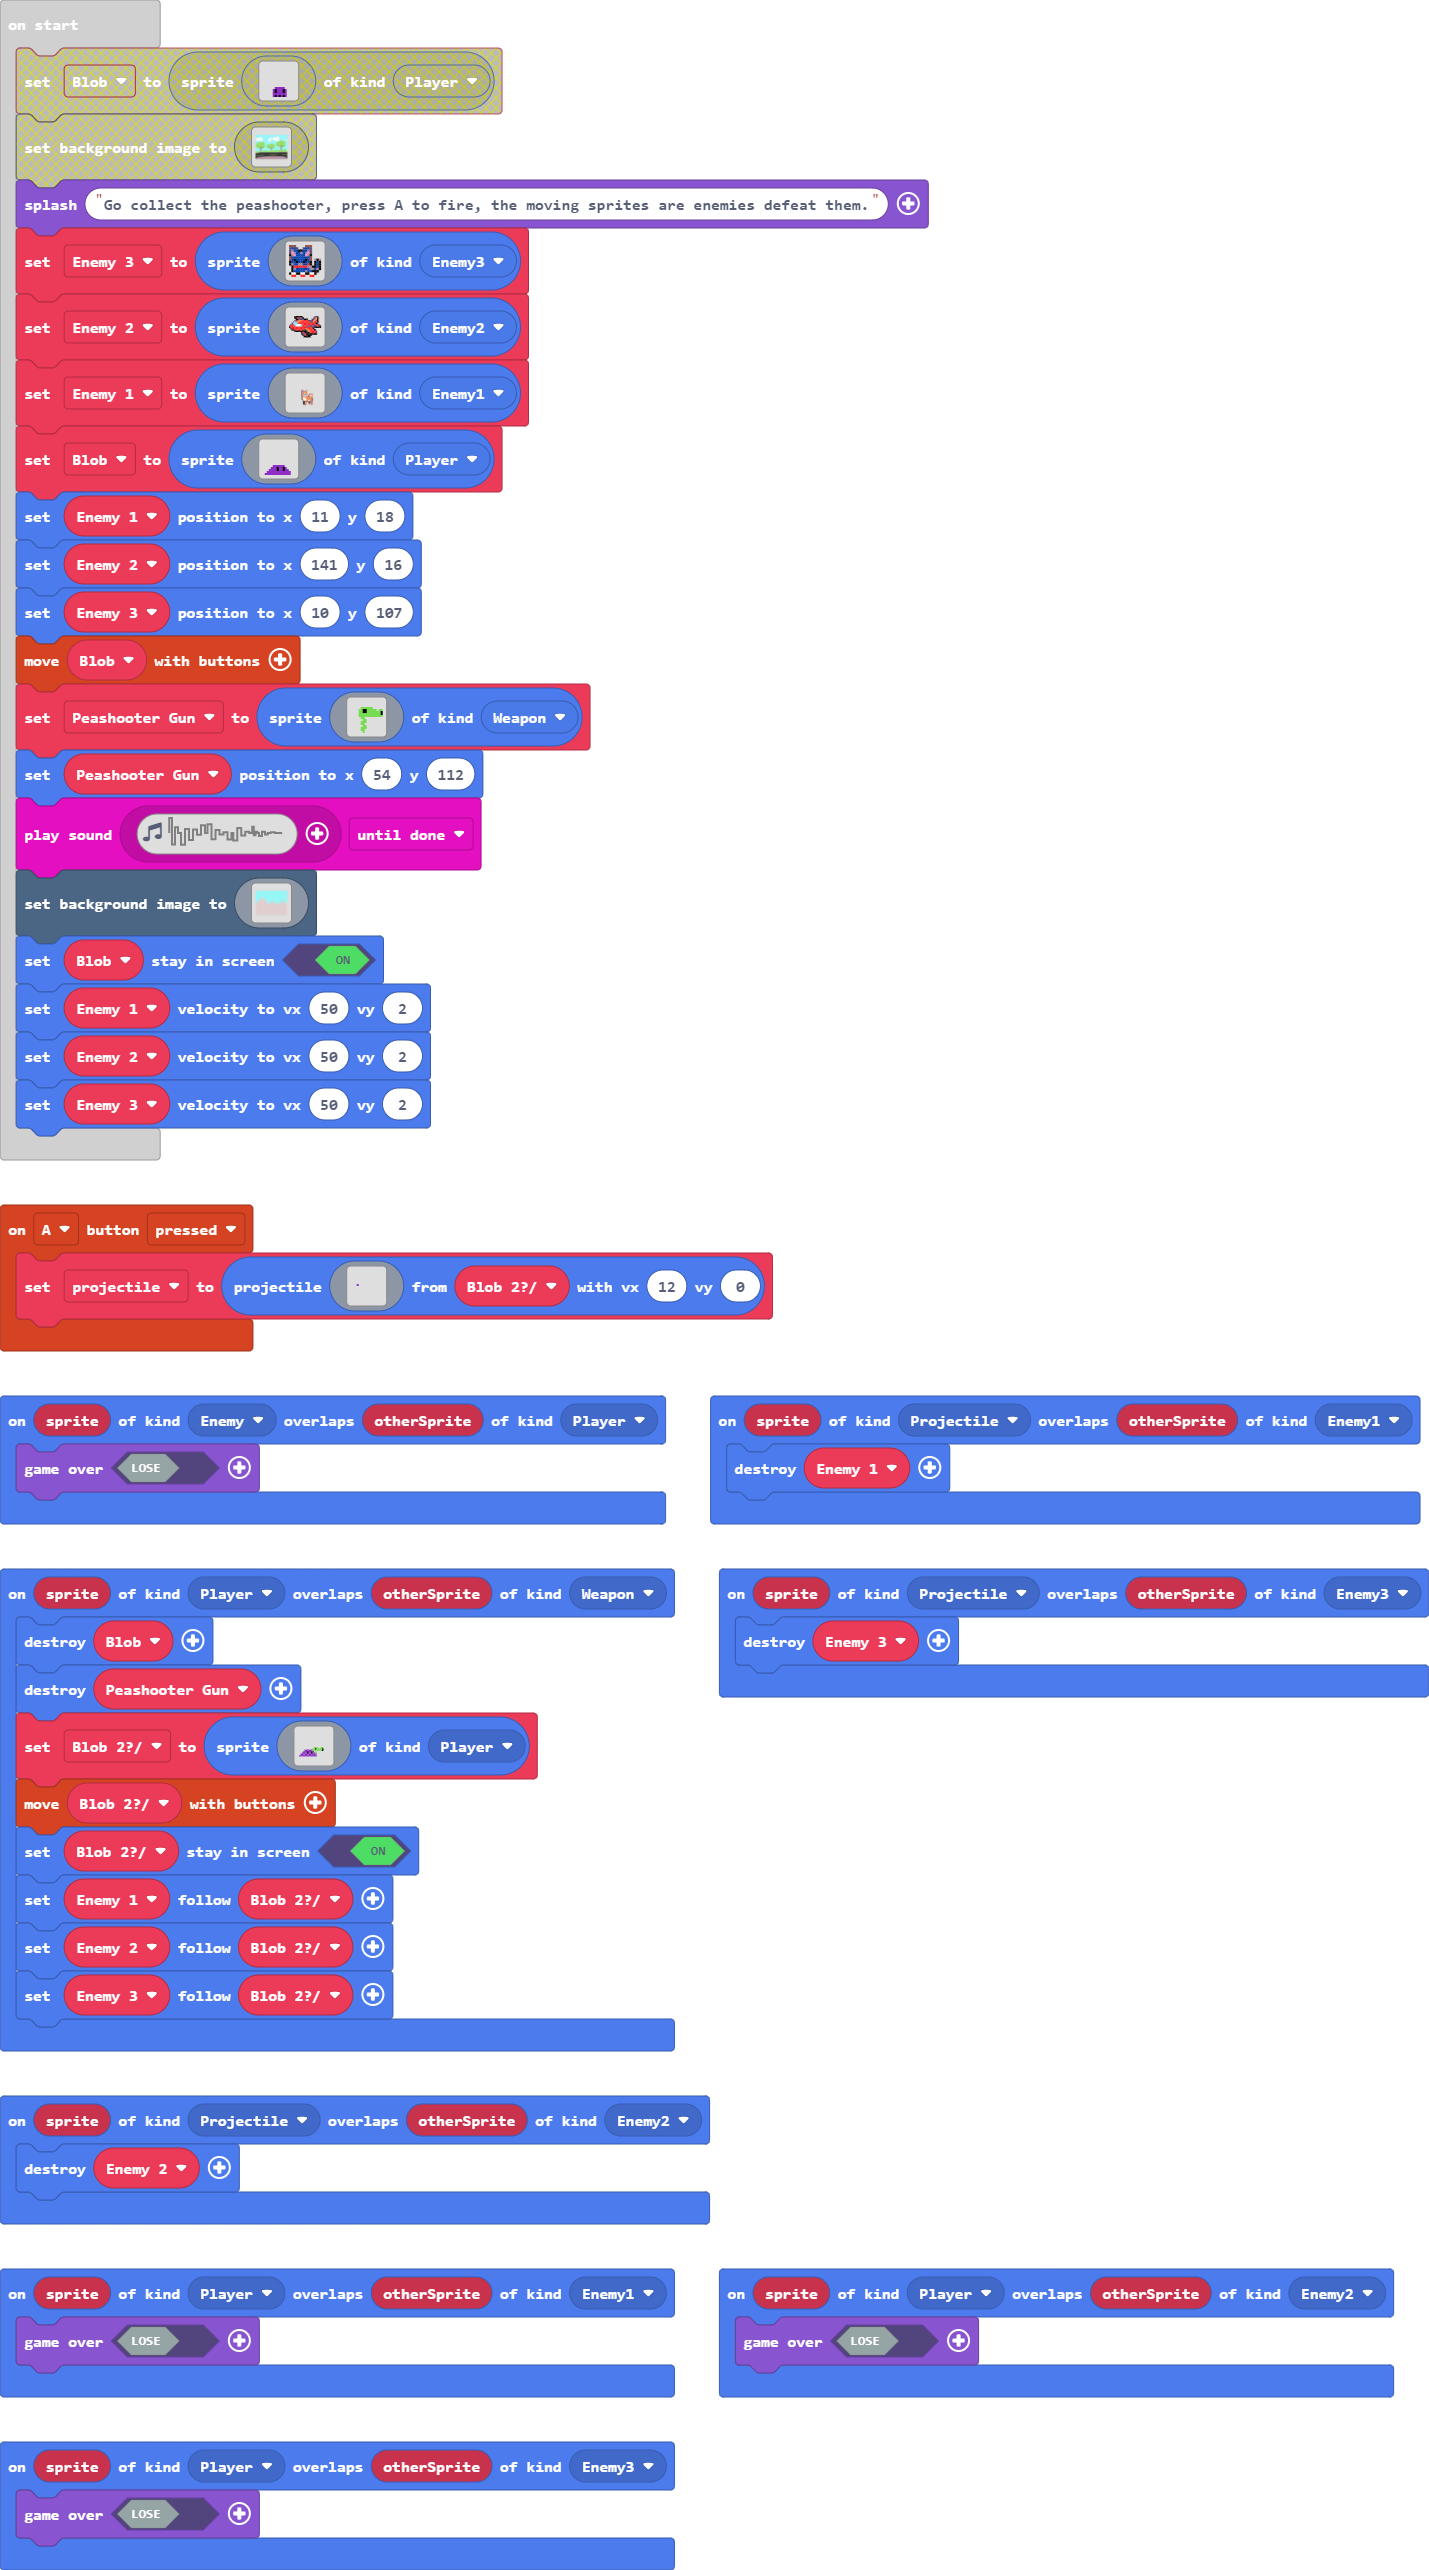 on start
set Blob to sprite of kind Player
set background image to
splash "Go collect the peashooter, press A to fire, the moving sprites are enemies defeat them."
set Enemy 3 to sprite of kind Enemy3
set Enemy 2 to sprite of kind Enemy2
set Enemy 1 to sprite of kind Enemy1
set Blob to sprite of kind Player
set Enemy 1 position to x 11 y 18
set Enemy 2 position to x 141 y 16
set Enemy 3 position to x 10 y 107
move Blob with buttons
set Peashooter Gun to sprite of kind Weapon
set Peashooter Gun position to x 54 y 112
play sound until done
set background image to
set Blob stay in screen ON
set Enemy 1 velocity to vx 50 vy 2
set Enemy 2 velocity to vx 50 vy 2
set Enemy 3 velocity to vx 50 vy 2
on A button pressed
set projectile to projectile from Blob 2?/ with vx 12 vy 0
on sprite of kind Enemy overlaps otherSprite of kind Player
game over LOSE
on sprite of kind Projectile overlaps otherSprite of kind Enemy1
destroy Enemy 1
on sprite of kind Player overlaps otherSprite of kind Weapon
destroy Blob
destroy Peashooter Gun
set Blob 2?/ to sprite of kind Player
move Blob 2?/ with buttons
set Blob 2?/ stay in screen ON
set Enemy 1 follow Blob 2?/
set Enemy 2 follow Blob 2?/
set Enemy 3 follow Blob 2?/
on sprite of kind Projectile overlaps otherSprite of kind Enemy3
destroy Enemy 3
on sprite of kind Projectile overlaps otherSprite of kind Enemy2
destroy Enemy 2
on sprite of kind Player overlaps otherSprite of kind Enemy1
game over LOSE
on sprite of kind Player overlaps otherSprite of kind Enemy2
game over LOSE
on sprite of kind Player overlaps otherSprite of kind Enemy3
game over LOSE